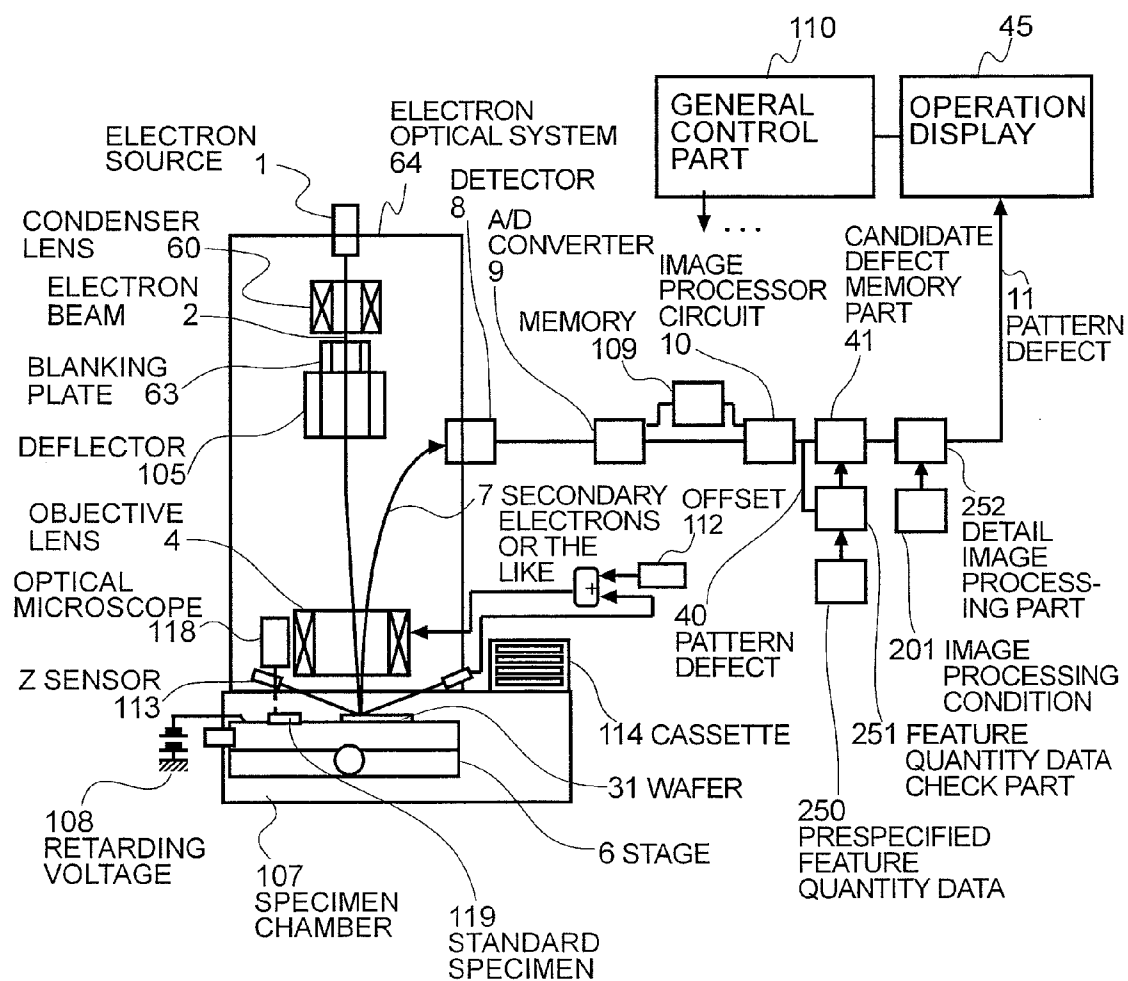 110
45
GENERAL
CONTROL
PART
OPERATION
DISPLAY
ELECTRON
SOURCE
1
ELECTRON
OPTICAL SYSTEM
64
DETECTOR
8
A/D
CONVERTER
9
CONDENSER
LENS
60
ELECTRON
BEAM 2
BLANKING
PLATE 63
DEFLECTOR
105
OBJECTIVE
LENS
4
OPTICAL
MICROSCOPE
118
Z SENSOR
113
MEMORY
109
IMAGE
PROCESSOR
CIRCUIT
10
...
CANDIDATE
DEFECT
MEMORY
PART
41
11
PATTERN
DEFECT
7 SECONDARY
ELECTRONS
OR THE
LIKE
OFFSET
112
+
40
PATTERN
DEFECT
252
DETAIL
IMAGE
PROCESS-
ING PART
201 IMAGE
PROCESSING
CONDITION
251 FEATURE
QUANTITY DATA
CHECK PART
250
PRESPECIFIED
FEATURE
QUANTITY DATA
114 CASSETTE
31 WAFER
6 STAGE
108
RETARDING
VOLTAGE
107
SPECIMEN
CHAMBER
119
STANDARD
SPECIMEN